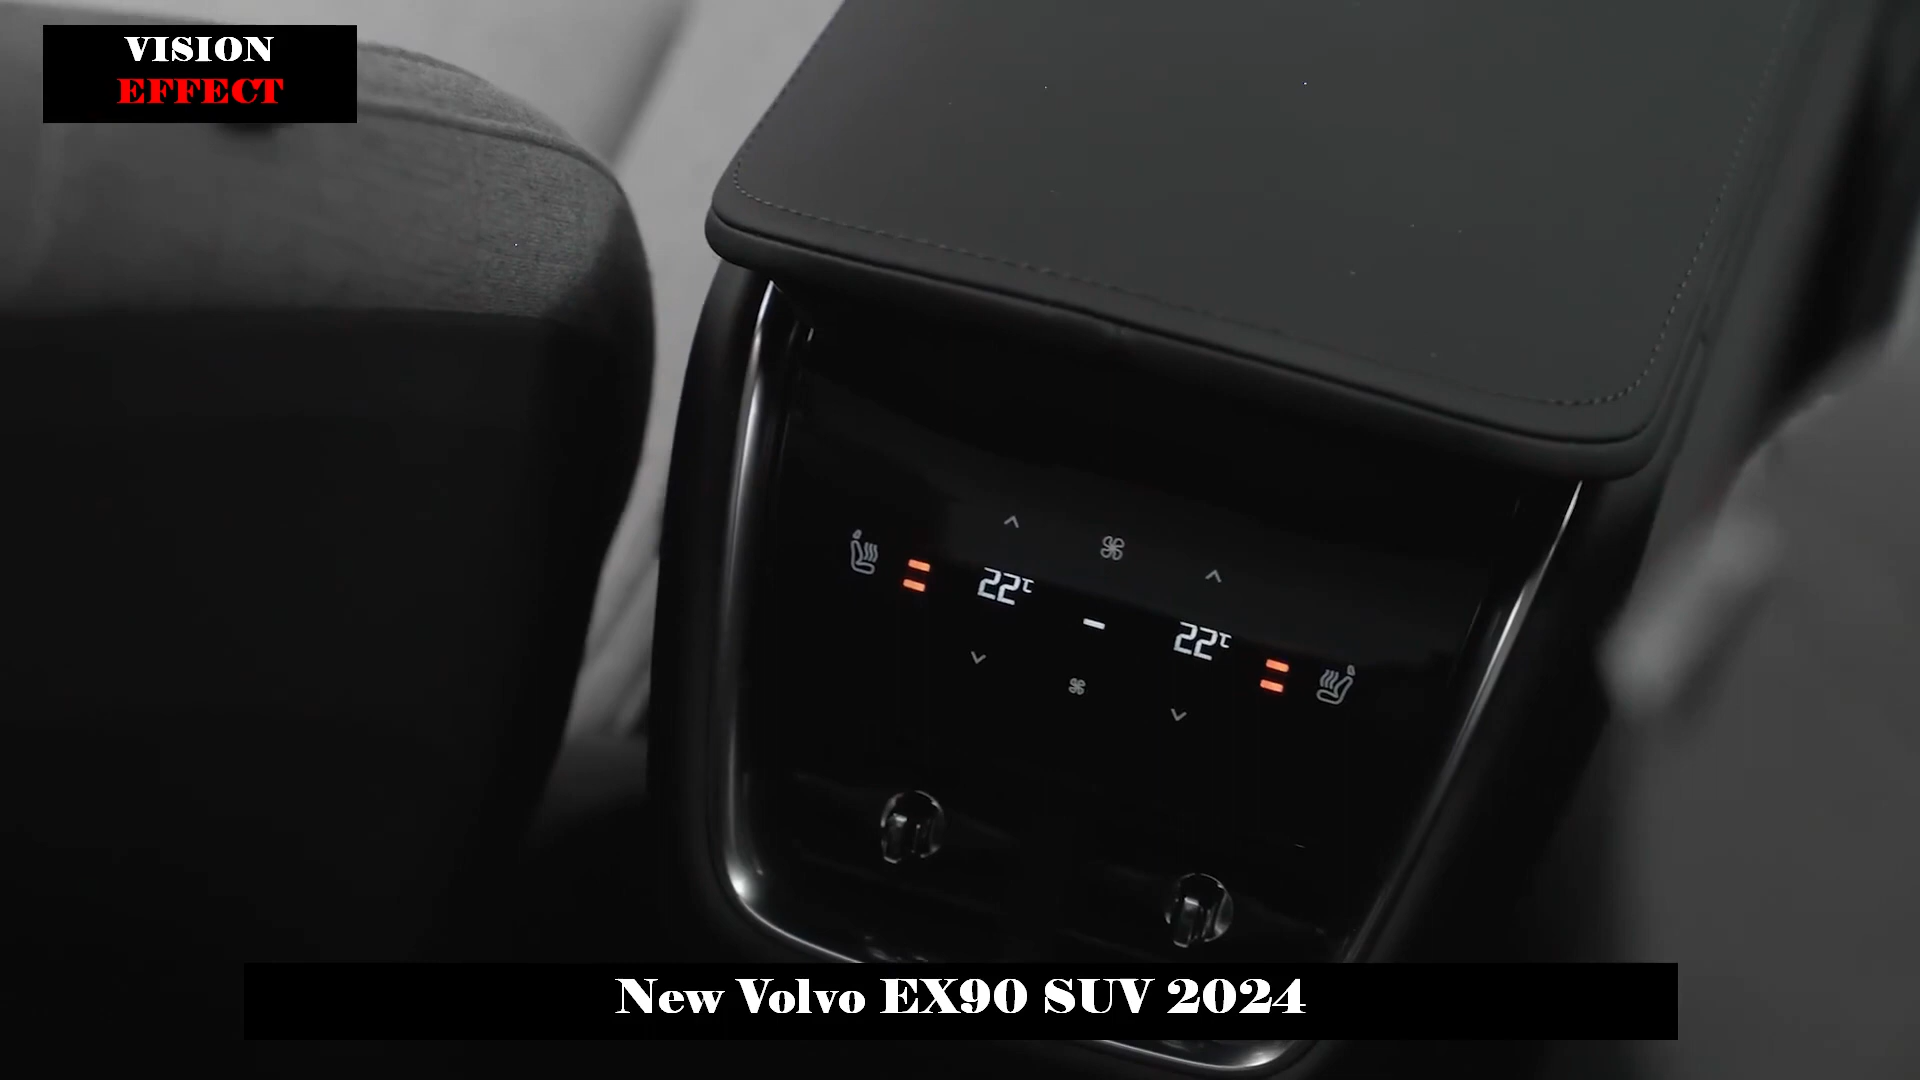 VISION
EFFECT
22℃
22℃
New Volvo EX90 SUV 2024